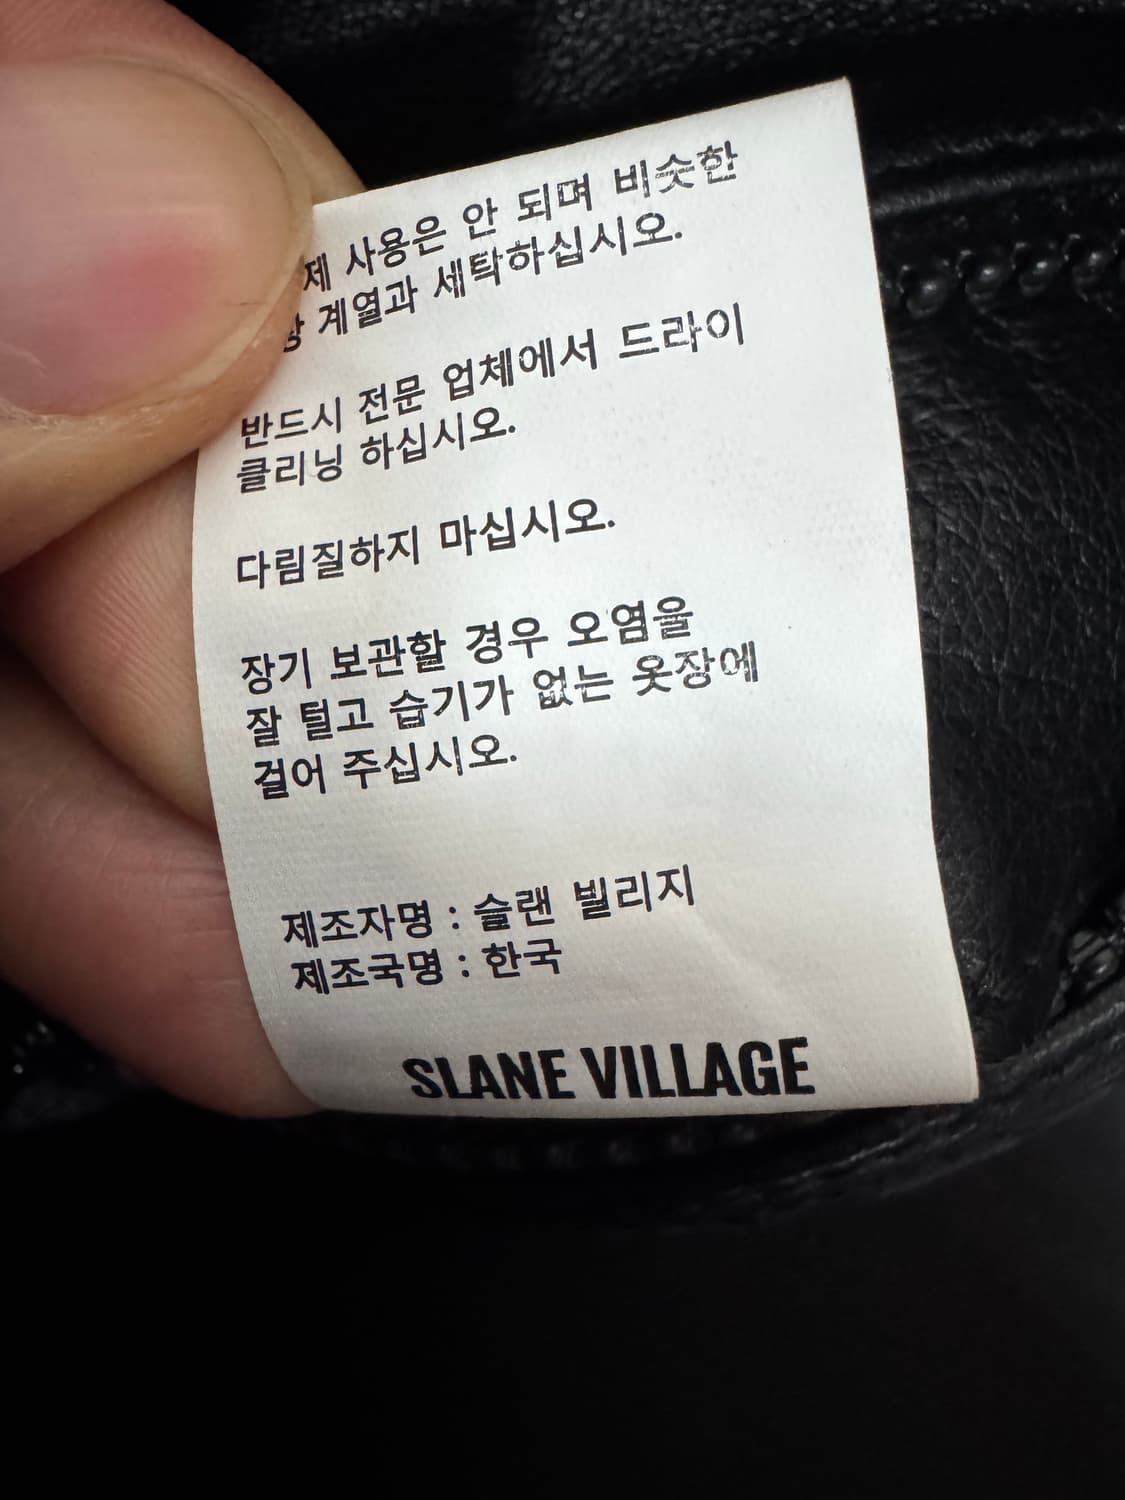 제 사용은 안 되며 비슷한
계열과 세탁하십시오.
반드시 전문 업체에서 드라이
클리닝 하십시오.
다림질하지 마십시오.
장기 보관할 경우 오염을
잘 털고 습기가 없는 옷장에
걸어 주십시오.
제조자명 : 슬랜 빌리지
제조국명 : 한국
SLANE VILLAGE